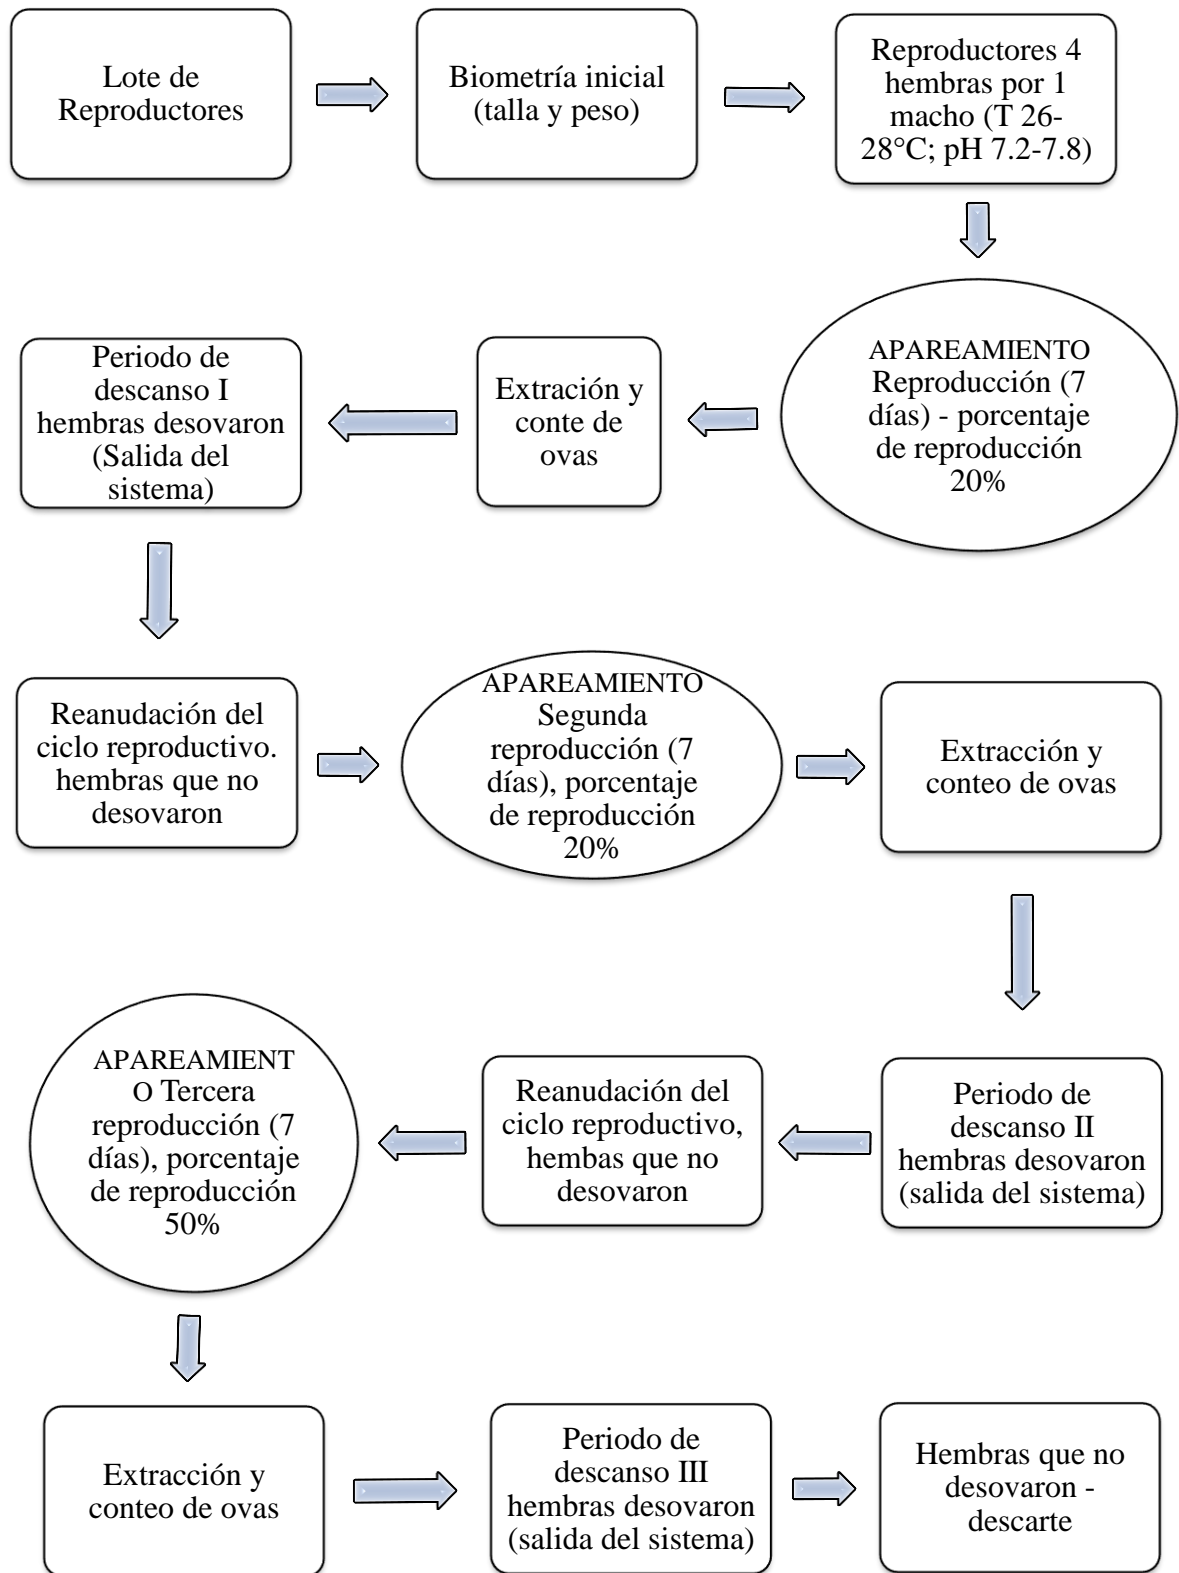 Lote de
Reproductores
Biometría inicial
(talla y peso)
Reproductores 4
hembras por 1
macho (T 26-
28°C; pH 7.2-7.8)
APAREAMIENTO
Reproducción (7
días) - porcentaje
de reproducción
20%
Extración y
conte de
ovas
Periodo de
descanso I
hembras desovaron
(Salida del
sistema)
Reanudación del
ciclo reproductivo.
hembras que no
desovaron
APAREAMIENTO
Segunda
reproducción (7
días), porcentaje
de reproducción
20%
Extracción y
conteo de ovas
Periodo de
descanso II
hembras desovaron
(salida del sistema)
Reanudación del
ciclo reproductivo,
hembas que no
desovaron
APAREAMIENT
O Tercera
reproducción (7
días), porcentaje
de reproducción
50%
Extracción y
conteo de ovas
Periodo de
descanso III
hembras desovaron
(salida del sistema)
Hembras que no
desovaron -
descarte